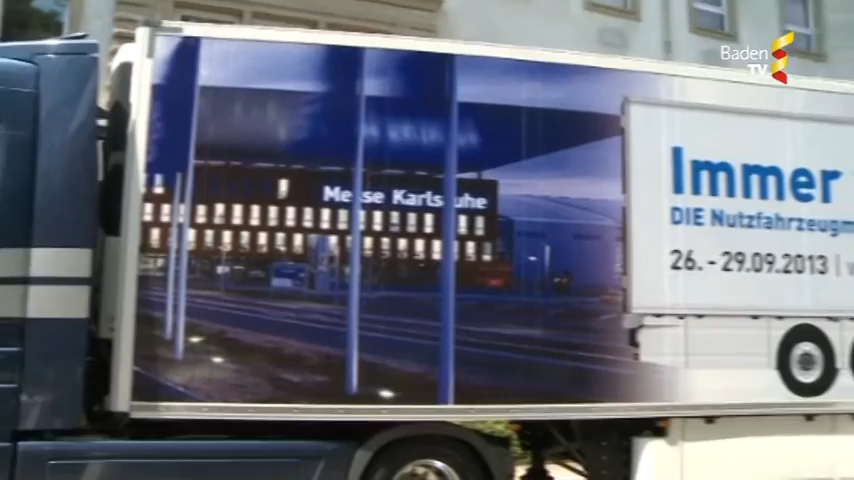 Baden
TV
Messe Karlsruhe
Immer
DIE Nutzfahrzeugm
26. - 29.09.2013 |